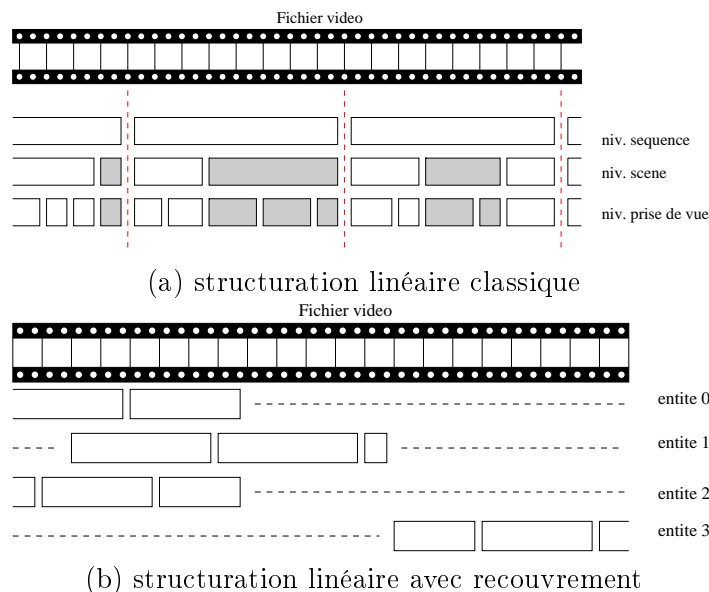 Fichier video
niv. sequence
niv. scene
niv. prise de vue
(a) structuration linéaire classique
Fichier video
entite 0
entite 1
entite 2
entite 3
(b) structuration linéaire avec recouvrement